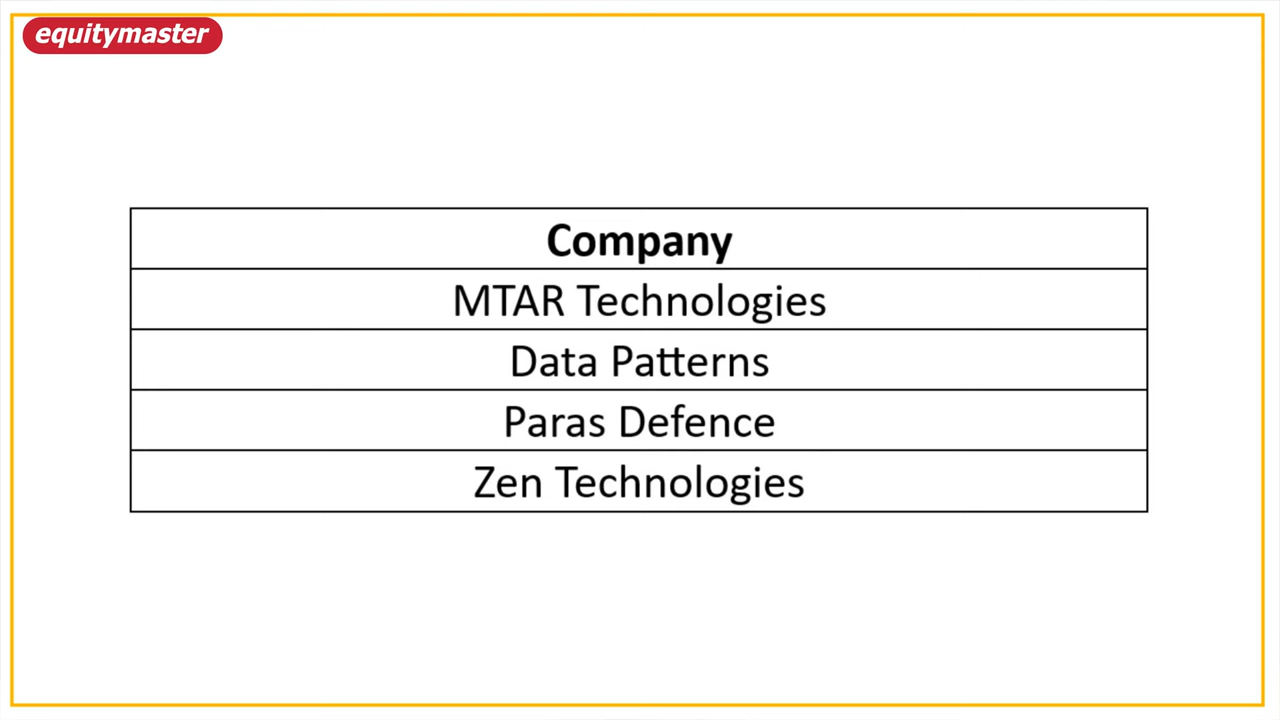 equitymaster
Company
MTAR Technologies
Data Patterns
Paras Defence
Zen Technologies